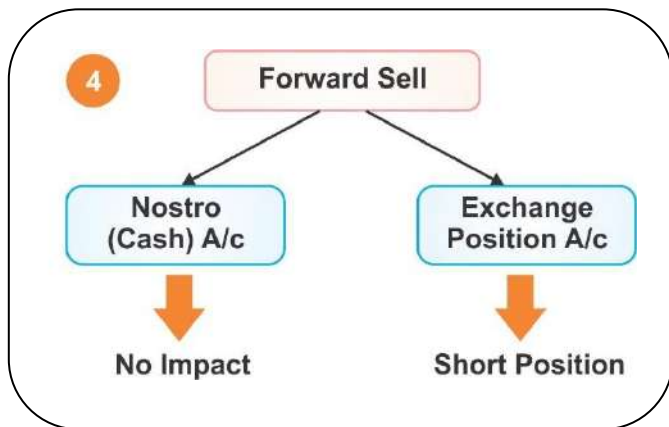 4
Forward Sell
Nostro
(Cash) A/c
Exchange
Position A/c
No Impact
Short Position